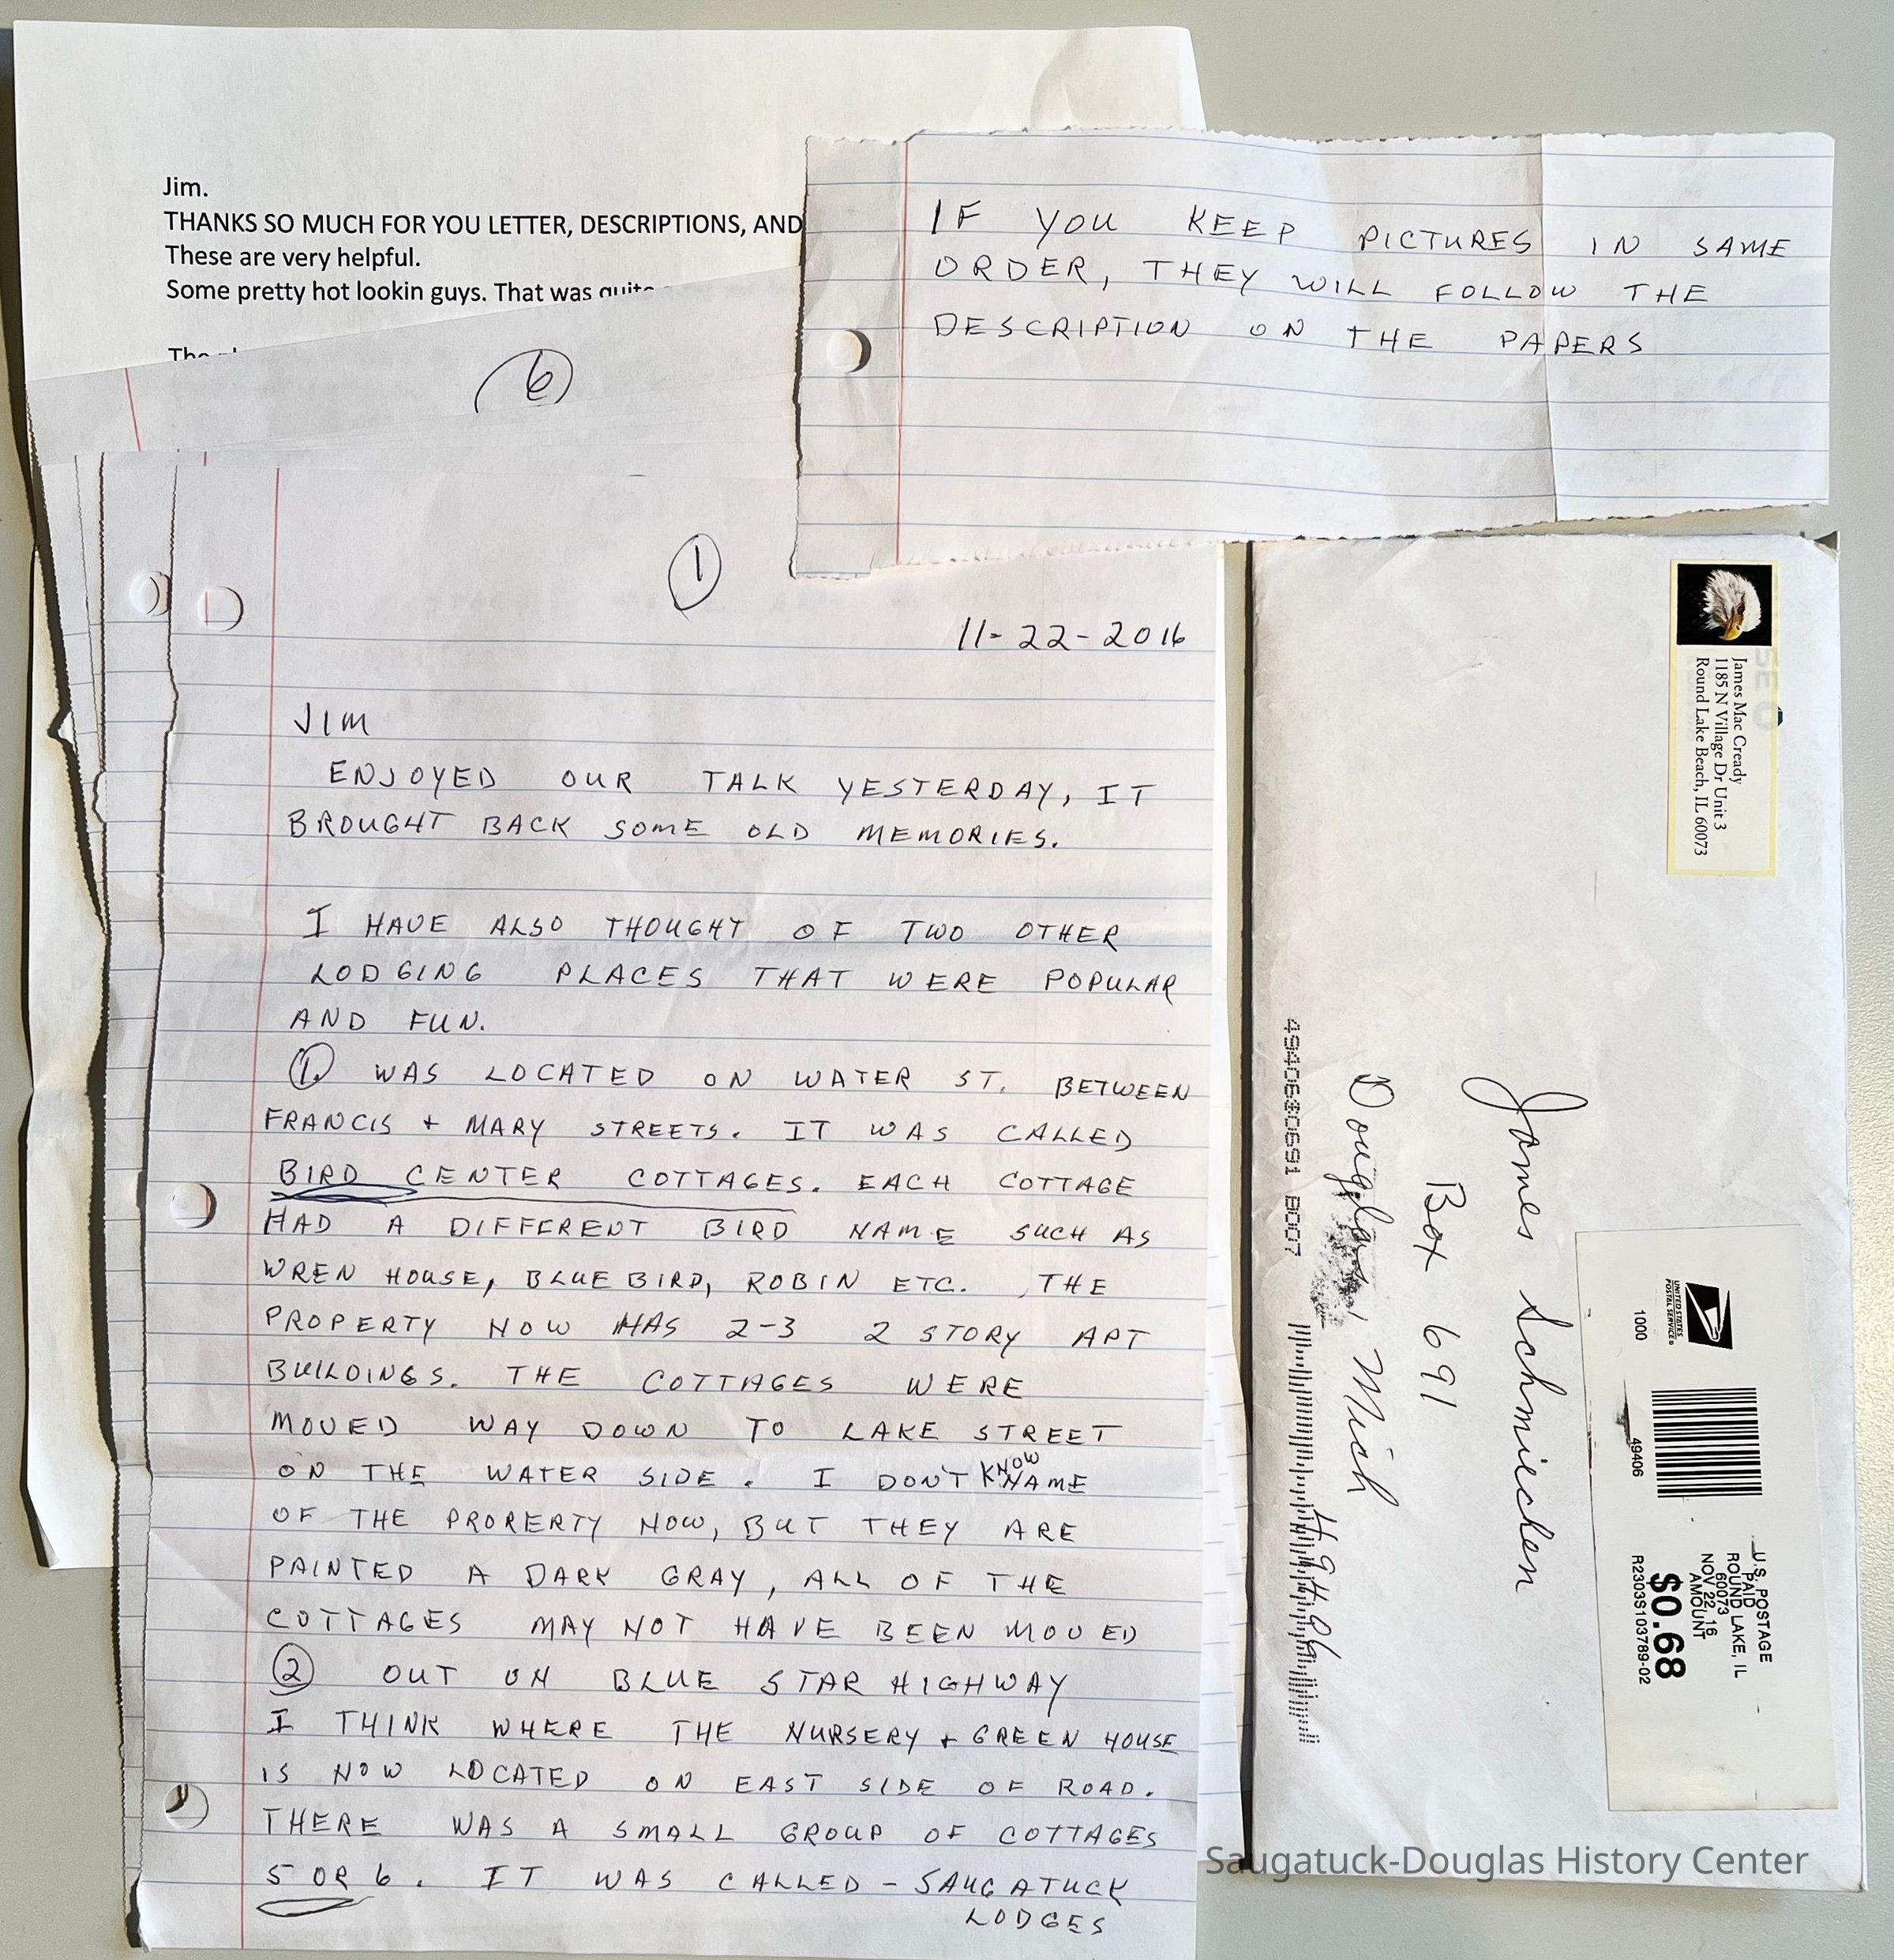 Jim.
THANKS SO MUCH FOR YOU LETTER, DESCRIPTIONS, AND
These are very helpful.
Some pretty hot lookin guys. That was quite
6
IF YOU KEEP PICTURES IN SAME
ORDER, THEY WILL FOLLOW THE
DESCRIPTION ON THE PAPERS
1
11-22-2016
JIM
ENJOYED OUR TALK YESTERDAY, IT
BROUGHT BACK SOME OLD MEMORIES.
I HAVE ALSO THOUGHT OF TWO OTHER
LODGING PLACES THAT WERE POPULAR
AND FUN.
1. WAS LOCATED ON WATER ST. BETWEEN
FRANCIS + MARY STREETS. IT WAS CALLED
BIRD CENTER COTTAGES. EACH COTTAGE
HAD A DIFFERENT BIRD NAME SUCH AS
WREN HOUSE, BLUE BIRD, ROBIN ETC. THE
PROPERTY NOW HAS 2-3 2 STORY APT
BUILDINGS. THE COTTAGES WERE
MOVED WAY DOWN TO LAKE STREET
ON THE WATER SIDE. I DON'T KNOW NAME
OF THE PRORERTY NOW, BUT THEY ARE
PAINTED A DARK GRAY, ALL OF THE
COTTAGES MAY NOT HAVE BEEN MOVED
2 OUT ON BLUE STAR HIGHWAY
I THINK WHERE THE NURSERY + GREEN HOUSE
IS NOW LOCATED ON EAST SIDE OF ROAD.
THERE WAS A SMALL GROUP OF COTTAGES
5 OR 6. IT WAS CALLED - SAUGATUCK
LODGES
James Mac Cready
1185 N Village Dr Unit 3
Round Lake Beach, IL 60073
James Schmiechen
Box 691
Douglas, Mich
49406
49406$0691 B007
UNITED STATES
POSTAL SERVICE
1000
49406
U.S. POSTAGE
PAID
ROUND LAKE, IL
60073
NOV 22, 16
AMOUNT
$0.68
R2303S103789-02
Saugatuck-Douglas History Center